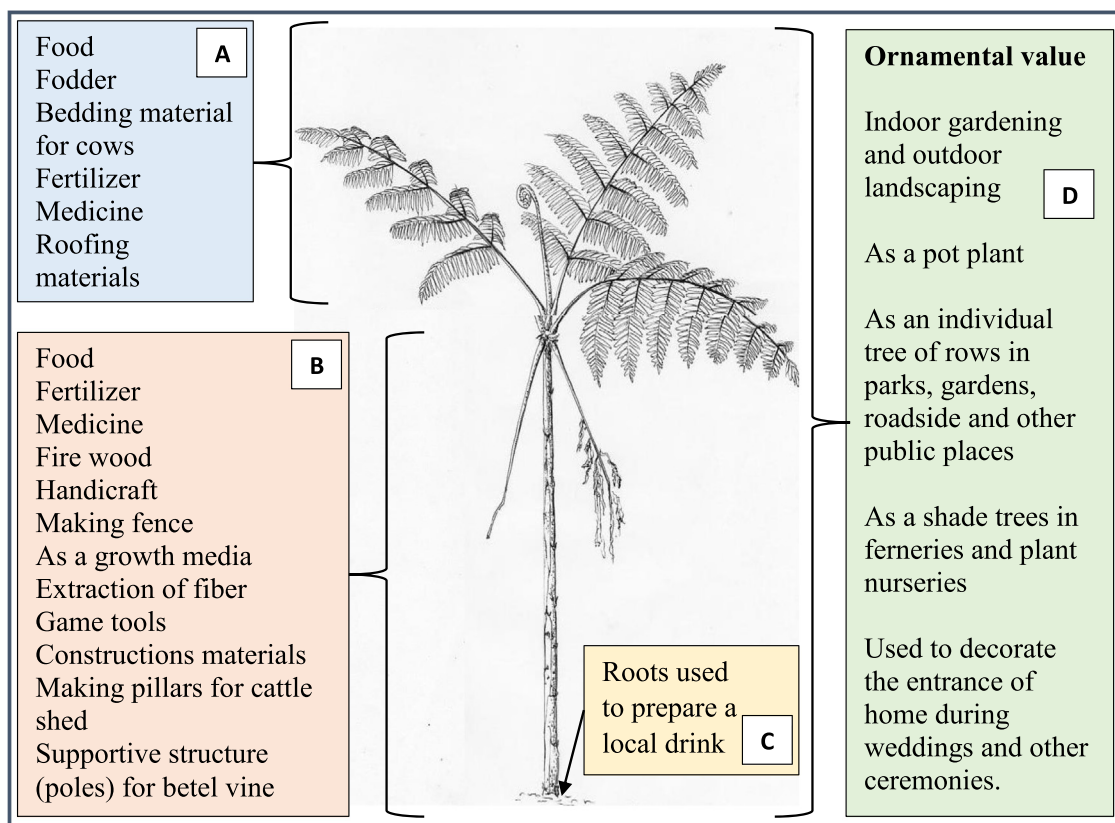 A
Food
Fodder
Bedding material
for cows
Fertilizer
Medicine
Roofing
materials
B
Food
Fertilizer
Medicine
Fire wood
Handicraft
Making fence
As a growth media
Extraction of fiber
Game tools
Constructions materials
Making pillars for cattle
shed
Supportive structure
(poles) for betel vine
Roots used
to prepare a
local drink
C
Ornamental value
Indoor gardening
and outdoor
landscaping
D
As a pot plant
As an individual
tree of rows in
parks, gardens,
roadside and other
public places
As a shade trees in
ferneries and plant
nurseries
Used to decorate
the entrance of
home during
weddings and other
ceremonies.